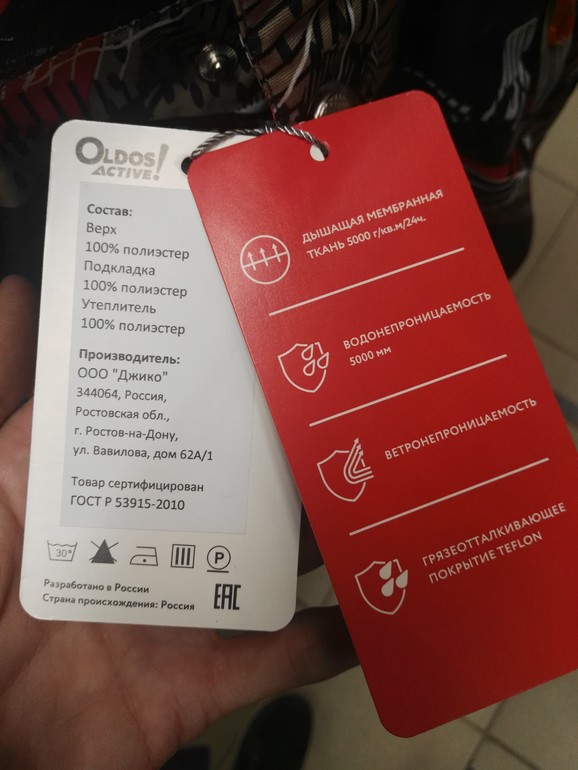 OLDOS
ACTIVE!
Состав:
Верх
100% полиэстер
Подкладка
100% полиэстер
Утеплитель
100% полиэстер
Производитель:
ООО "Джико"
344064, Россия,
Ростовская обл.,
г. Ростов-на-Дону,
ул. Вавилова, дом 62А/1
Товар сертифицирован
ГОСТ Р 53915-2010
30°
P
Разработано в России
Страна происхождения: Россия
EAC
ДЫШАЩАЯ МЕМБРАННАЯ
ТКАНЬ 5000 г/кв.м/24ч.
ВОДОНЕПРОНИЦАЕМОСТЬ
5000 мм
ВЕТРОНЕПРОНИЦАЕМОСТЬ
ГРЯЗЕОТТАЛКИВАЮЩЕЕ
ПОКРЫТИЕ TEFLON